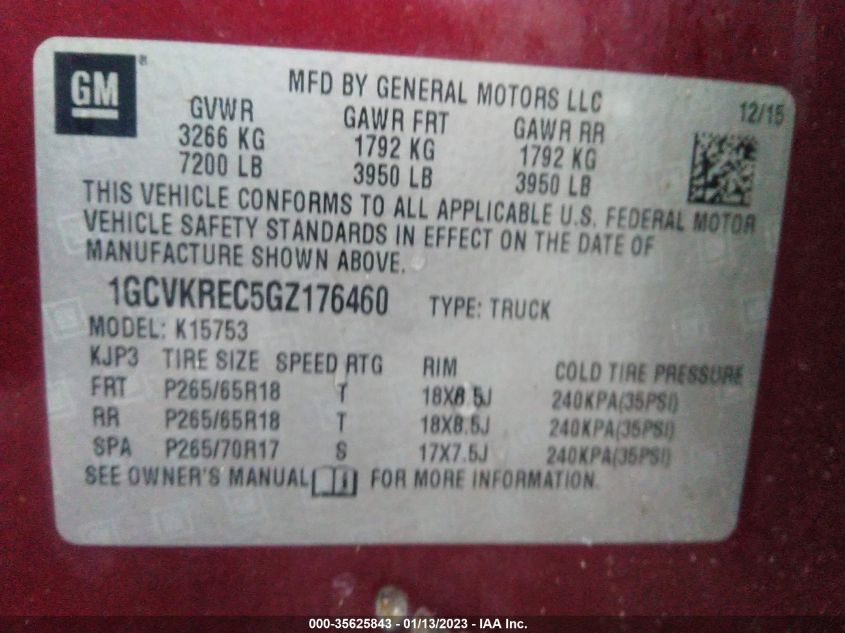 GM®
MFD BY GENERAL MOTORS LLC
12/15
GVWR GAWR FRT GAWR RR
3266 KG 1792 KG 1792 KG
7200 LB 3950 LB 3950 LB
THIS VEHICLE CONFORMS TO ALL APPLICABLE U.S. FEDERAL MOTOR
VEHICLE SAFETY STANDARDS IN EFFECT ON THE DATE OF
MANUFACTURE SHOWN ABOVE.
1GCVKREC5GZ176460 TYPE: TRUCK
MODEL: K15753
KJP3 TIRE SIZE SPEED RTG RIM COLD TIRE PRESSURE
FRT P265/65R18 T 18X8.5J 240KPA(35PSI)
RR P265/65R18 T 18X8.5J 240KPA(35PSI)
SPA P265/70R17 S 17X7.5J 240KPA(35PSI)
SEE OWNER'S MANUAL FOR MORE INFORMATION.
000-35625843 - 01/13/2023 - IAA Inc.